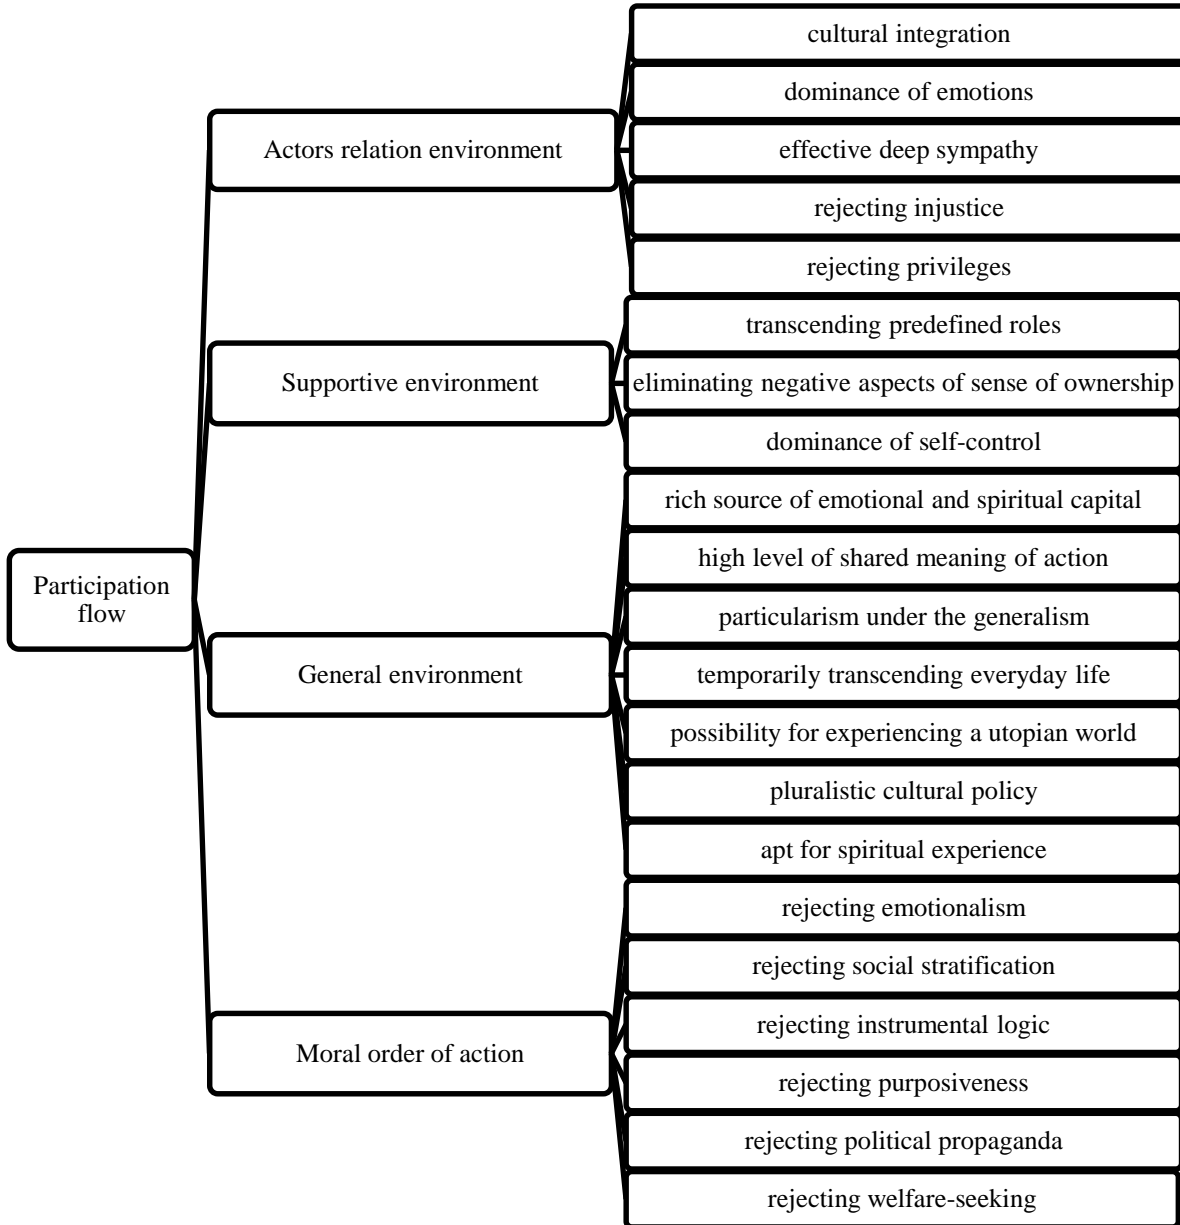 Participation
flow
Actors relation environment
cultural integration
dominance of emotions
effective deep sympathy
rejecting injustice
rejecting privileges
Supportive environment
transcending predefined roles
eliminating negative aspects of sense of ownership
dominance of self-control
General environment
rich source of emotional and spiritual capital
high level of shared meaning of action
particularism under the generalism
temporarily transcending everyday life
possibility for experiencing a utopian world
pluralistic cultural policy
apt for spiritual experience
Moral order of action
rejecting emotionalism
rejecting social stratification
rejecting instrumental logic
rejecting purposiveness
rejecting political propaganda
rejecting welfare-seeking